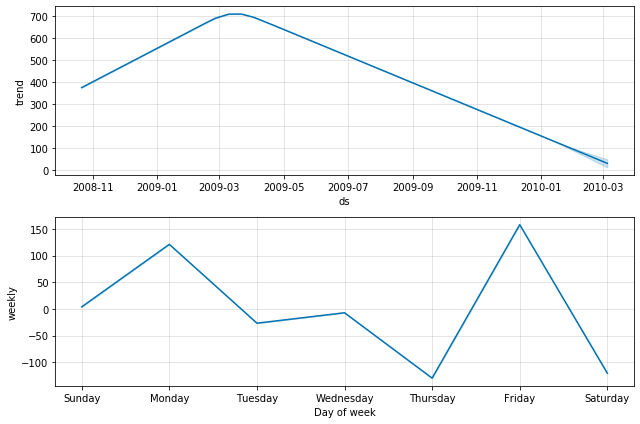 700
600
500
400
300
200
100
0
trend
2008-11 2009-01 2009-03 2009-05 2009-07 2009-09 2009-11 2010-01 2010-03
ds
150
100
50
0
−50
−100
weekly
Sunday Monday Tuesday Wednesday Thursday Friday Saturday
Day of week